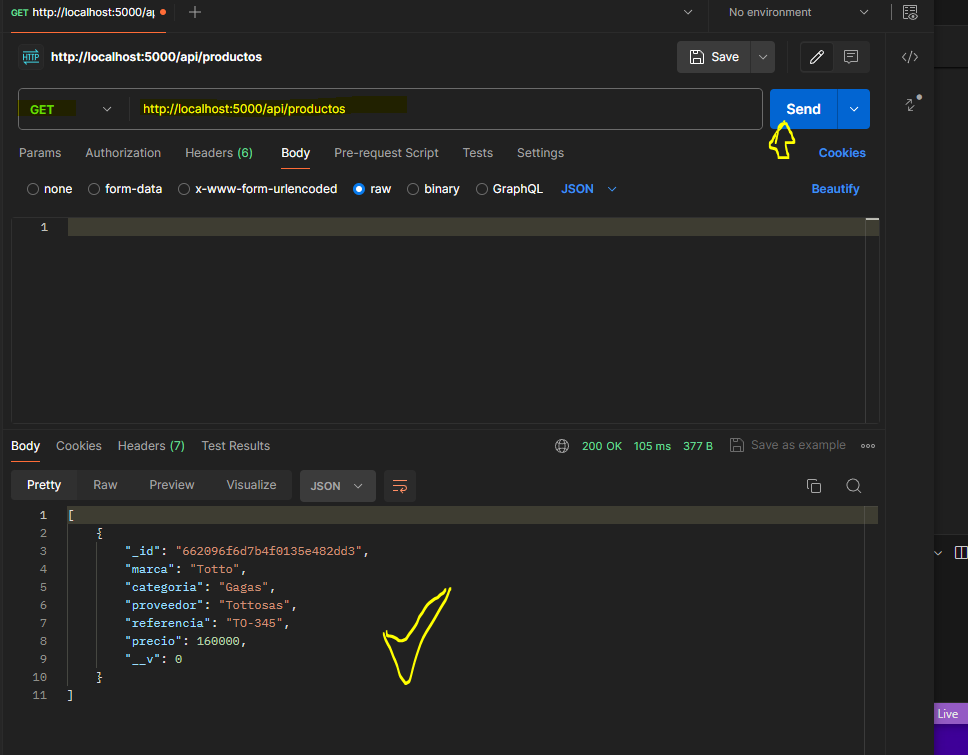 GET http://localhost:5000/ap
No environment
HTTP http://localhost:5000/api/productos
Save
GET http://localhost:5000/api/productos Send
Params Authorization Headers (6) Body Pre-request Script Tests Settings Cookies
none form-data x-www-form-urlencoded raw binary GraphQL JSON Beautify
1
Body Cookies Headers (7) Test Results 200 OK 105 ms 377 B Save as example
Pretty Raw Preview Visualize JSON
1 [
2 {
3 "_id": "662096f6d7b4f0135e482dd3",
4 "marca": "Totto",
5 "categoria": "Gagas",
6 "proveedor": "Tottosas",
7 "referencia": "TO-345",
8 "precio": 160000,
9 "__v": 0
10 }
11 ]
Live